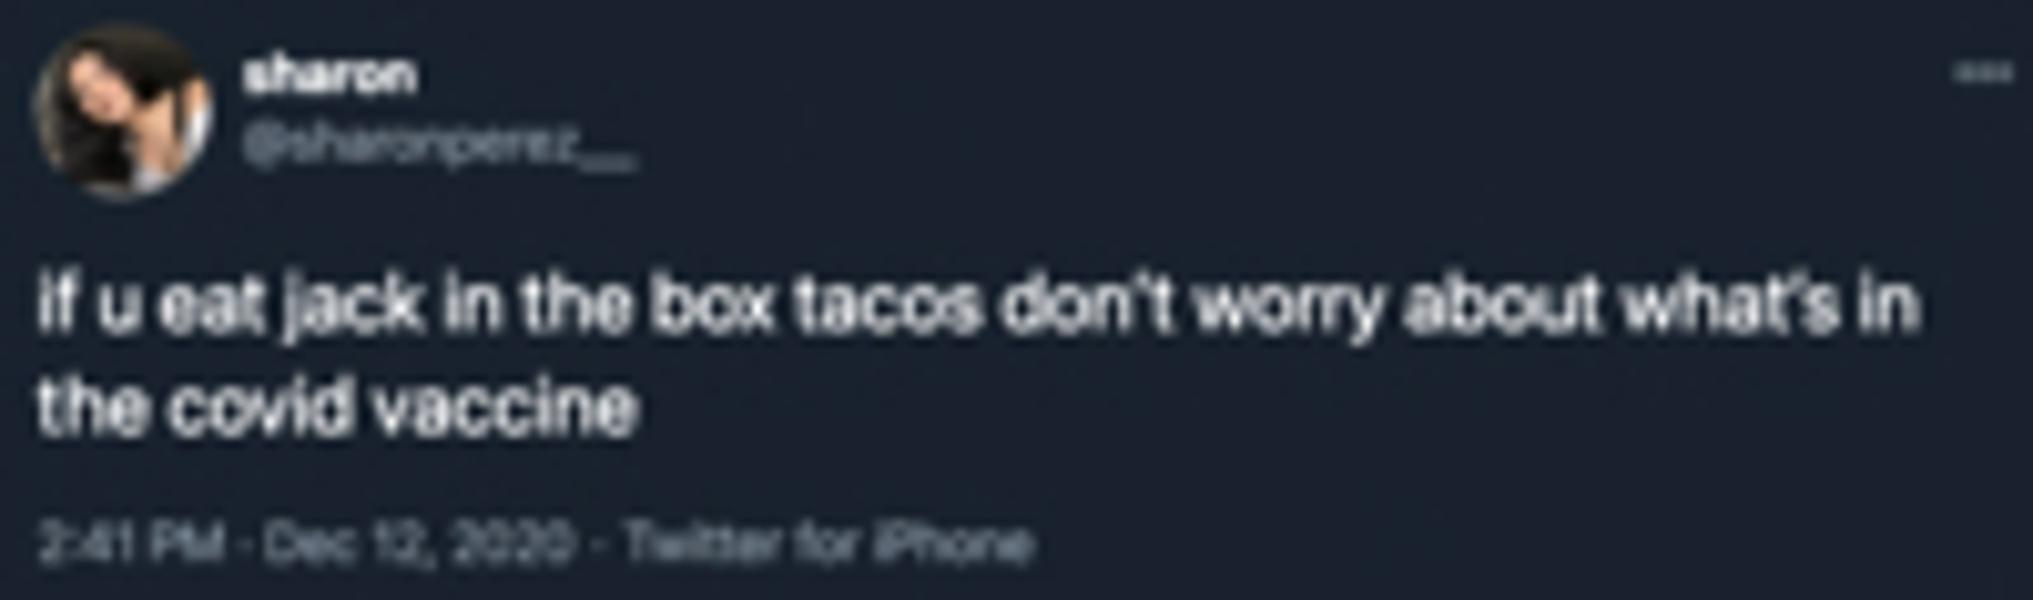 sharon
@sharonperez__
if u eat jack in the box tacos don't worry about what's in
the covid vaccine
2:41 PM · Dec 12, 2020 · Twitter for iPhone